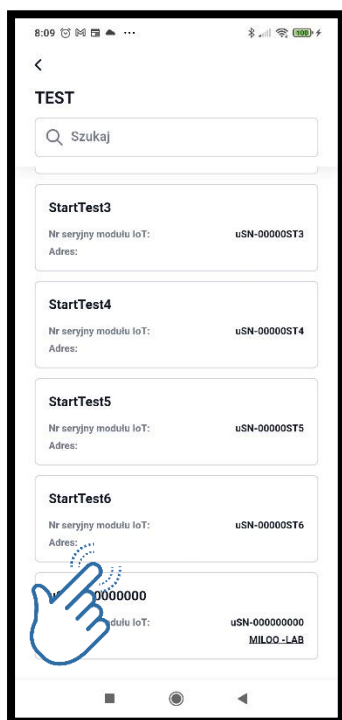 8:09
100
TEST
Szukaj
StartTest3
Nr seryjny modułu IoT: uSN-00000ST3
Adres:
StartTest4
Nr seryjny modułu IoT: uSN-00000ST4
Adres:
StartTest5
Nr seryjny modułu IoT: uSN-00000ST5
Adres:
StartTest6
Nr seryjny modułu IoT: uSN-00000ST6
Adres:
0000000
modułu IoT: uSN-000000000
MILOO -LAB